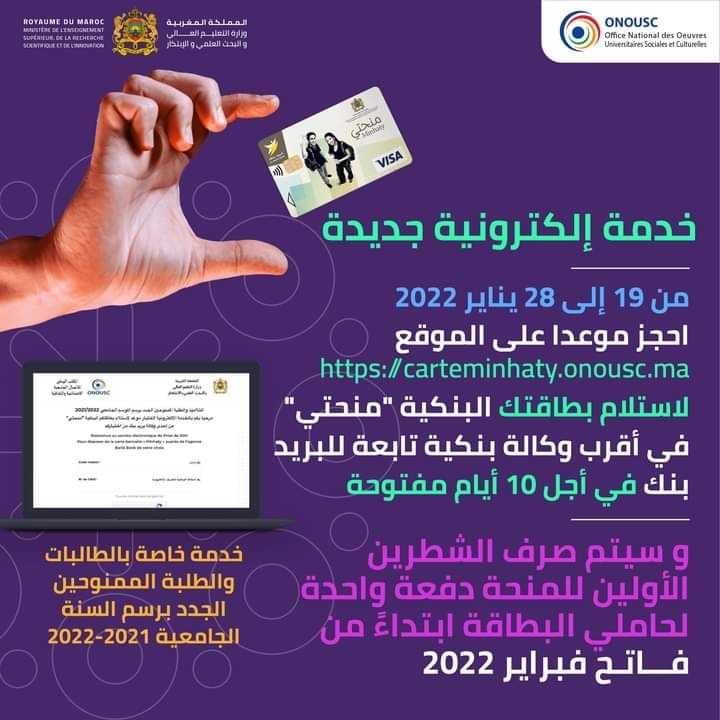 ROYAUME DU MAROC
MINISTÈRE DE L'ENSEIGNEMENT
SUPÉRIEUR, DE LA RECHERCHE
SCIENTIFIQUE ET DE L'INNOVATION
المملكة المغربية
وزارة التعليم العالي
و البحث العلمي و الإبتكار
ONOUSC
Office National des Oeuvres
Universitaires Sociales et Culturelles
منحتي
Minhaty
VISA
خدمة إلكترونية جديدة
من 19 إلى 28 يناير 2022
احجز موعدا على الموقع
https://carteminhaty.onousc.ma
لاستلام بطاقتك البنكية "منحتي"
في أقرب وكالة بنكية تابعة للبريد
بنك في أجل 10 أيام مفتوحة
و سيتم صرف الشطرين
الأولين للمنحة دفعة واحدة
لحاملي البطاقة ابتداءً من
فاتح فبراير 2022
ONOUSC
خدمة خاصة بالطالبات
والطلبة الممنوحين
الجدد برسم السنة
الجامعية 2021-2022